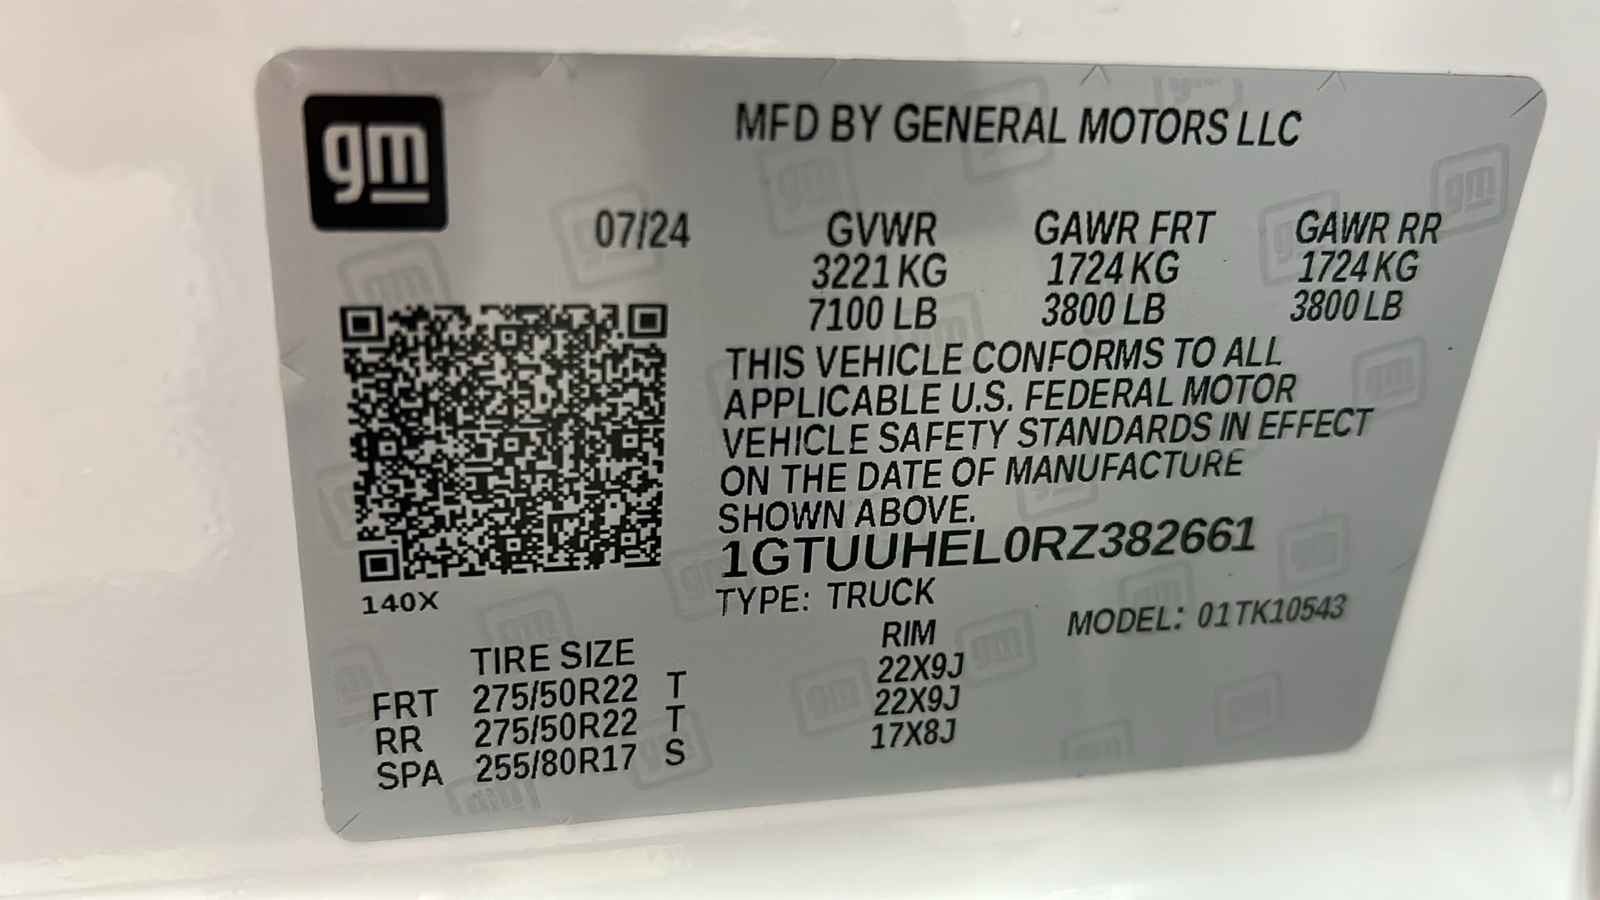 gm
MFD BY GENERAL MOTORS LLC
07/24 GVWR GAWR FRT GAWR RR
3221 KG 1724 KG 1724 KG
7100 LB 3800 LB 3800 LB
THIS VEHICLE CONFORMS TO ALL
APPLICABLE U.S. FEDERAL MOTOR
VEHICLE SAFETY STANDARDS IN EFFECT
ON THE DATE OF MANUFACTURE
SHOWN ABOVE.
1GTUUHEL0RZ382661
140X
TYPE: TRUCK MODEL: 01TK10543
TIRE SIZE RIM
FRT 275/50R22 T 22X9J
RR 275/50R22 T 22X9J
SPA 255/80R17 S 17X8J